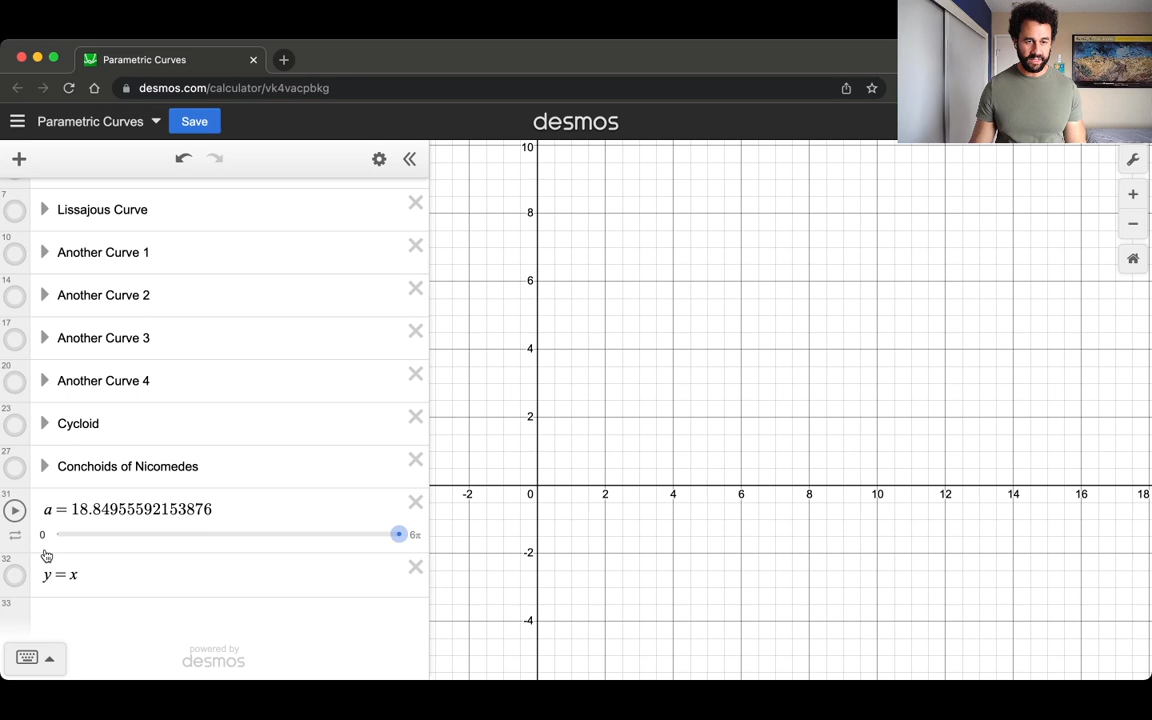 Parametric Curves
desmos.com/calculator/vk4vacpbkg
Parametric Curves
Save
desmos
7
Lissajous Curve
10
Another Curve 1
14
Another Curve 2
17
Another Curve 3
20
Another Curve 4
23
Cycloid
27
Conchoids of Nicomedes
31
a = 18.84955592153876
0
6π
32
y = x
33
powered by
desmos
10
8
6
4
2
-2
0
2
4
6
8
10
12
14
16
18
-2
-4